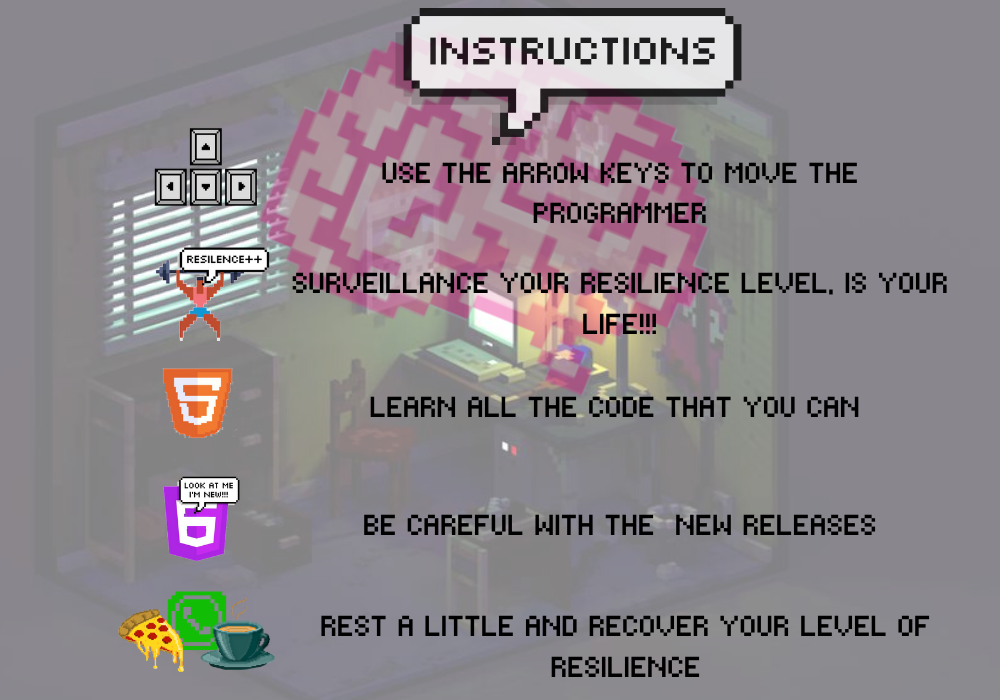 INSTRUCTIONS
USE THE ARROW KEYS TO MOVE THE
PROGRAMMER
RESILENCE++
SURVEILLANCE YOUR RESILIENCE LEVEL, IS YOUR
LIFE!!!
5
LEARN ALL THE CODE THAT YOU CAN
LOOK AT ME
I'M NEW!!!
6
BE CAREFUL WITH THE NEW RELEASES
REST A LITTLE AND RECOVER YOUR LEVEL OF
RESILIENCE